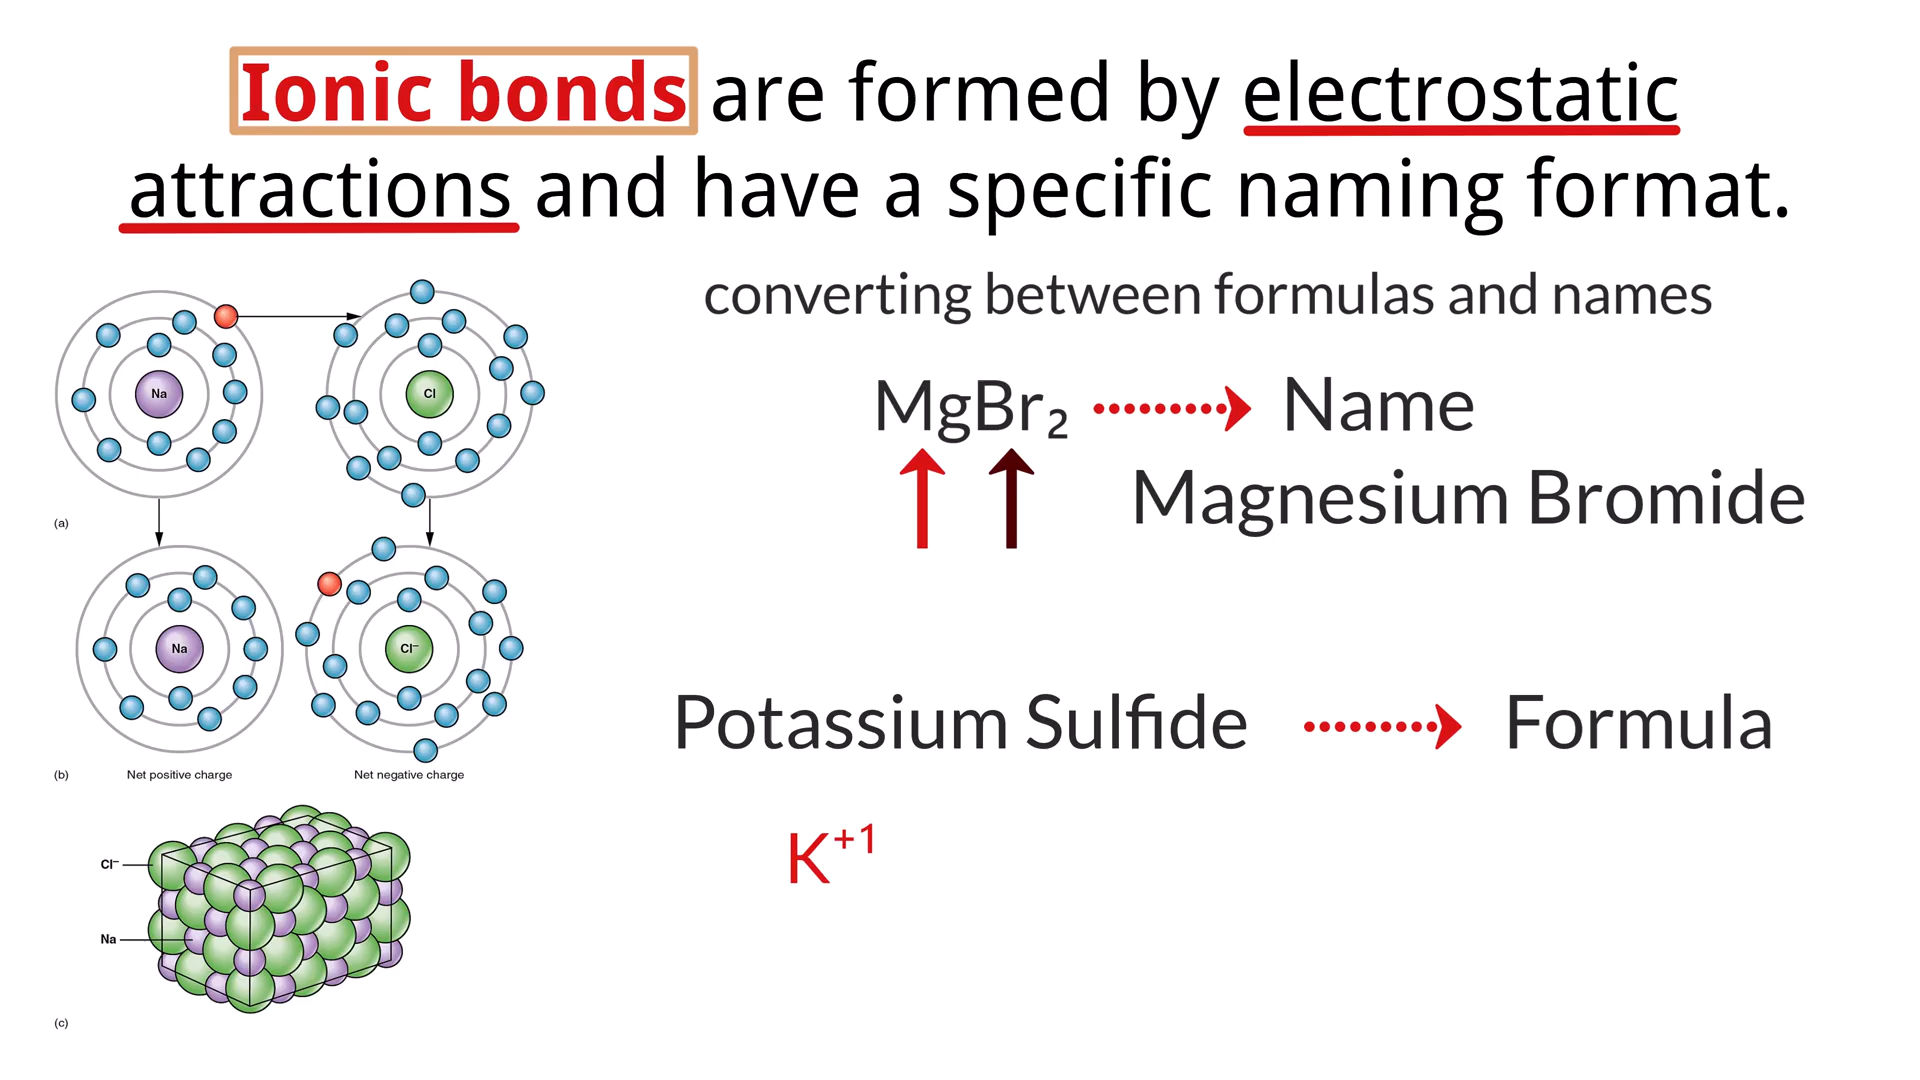 Ionic bonds are formed by electrostatic
attractions and have a specific naming format.
converting between formulas and names
MgBr₂ Name
Magnesium Bromide
Potassium Sulfide Formula
K⁺¹
Na
Cl
(a)
Na
Cl⁻
(b) Net positive charge Net negative charge
Cl⁻
Na
(c)